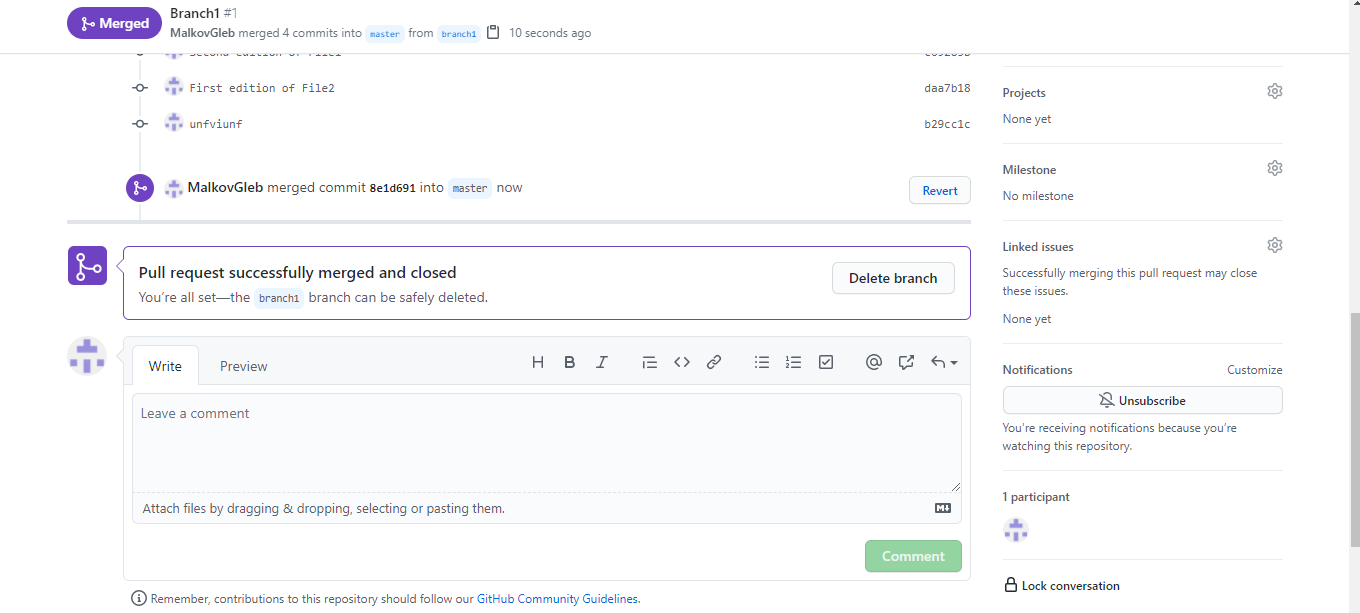 Merged
Branch1 #1
MalkovGleb merged 4 commits into master from branch1 10 seconds ago
Second edition of File1
First edition of File2 daa7b18
unfviunf b29cc1c
MalkovGleb merged commit 8e1d691 into master now
Revert
Pull request successfully merged and closed
You're all set—the branch1 branch can be safely deleted.
Delete branch
Write Preview
Leave a comment
Attach files by dragging & dropping, selecting or pasting them.
Comment
Remember, contributions to this repository should follow our GitHub Community Guidelines.
Projects
None yet
Milestone
No milestone
Linked issues
Successfully merging this pull request may close
these issues.
None yet
Notifications Customize
Unsubscribe
You're receiving notifications because you're
watching this repository.
1 participant
Lock conversation